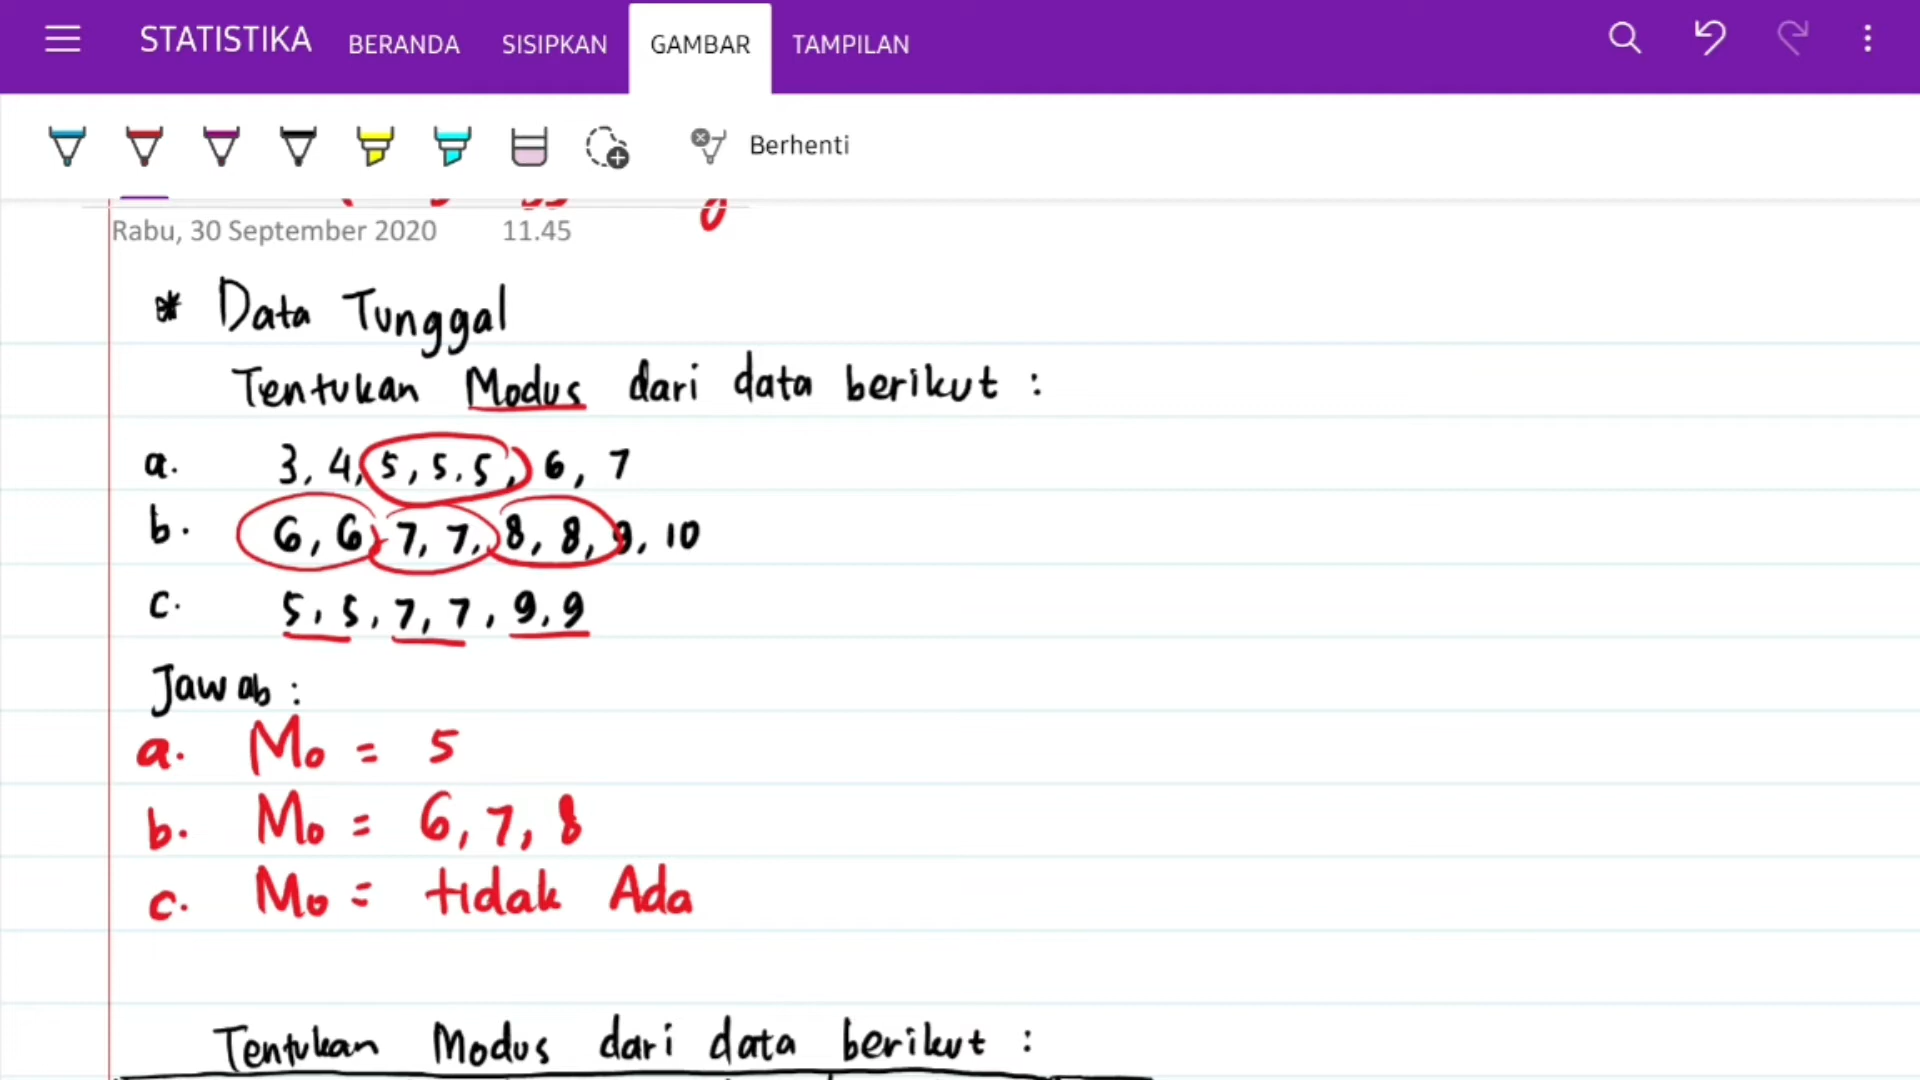 STATISTIKA BERANDA SISIPKAN GAMBAR TAMPILAN
Berhenti
Rabu, 30 September 2020 11.45
* Data Tunggal
Tentukan Modus dari data berikut :
a. 3, 4, 5, 5, 5, 6, 7
b. 6, 6, 7, 7, 8, 8, 9, 10
c. 5, 5, 7, 7, 9, 9
Jawab :
a. Mo = 5
b. Mo = 6, 7, 8
c. Mo = tidak Ada
Tentukan Modus dari data berikut :